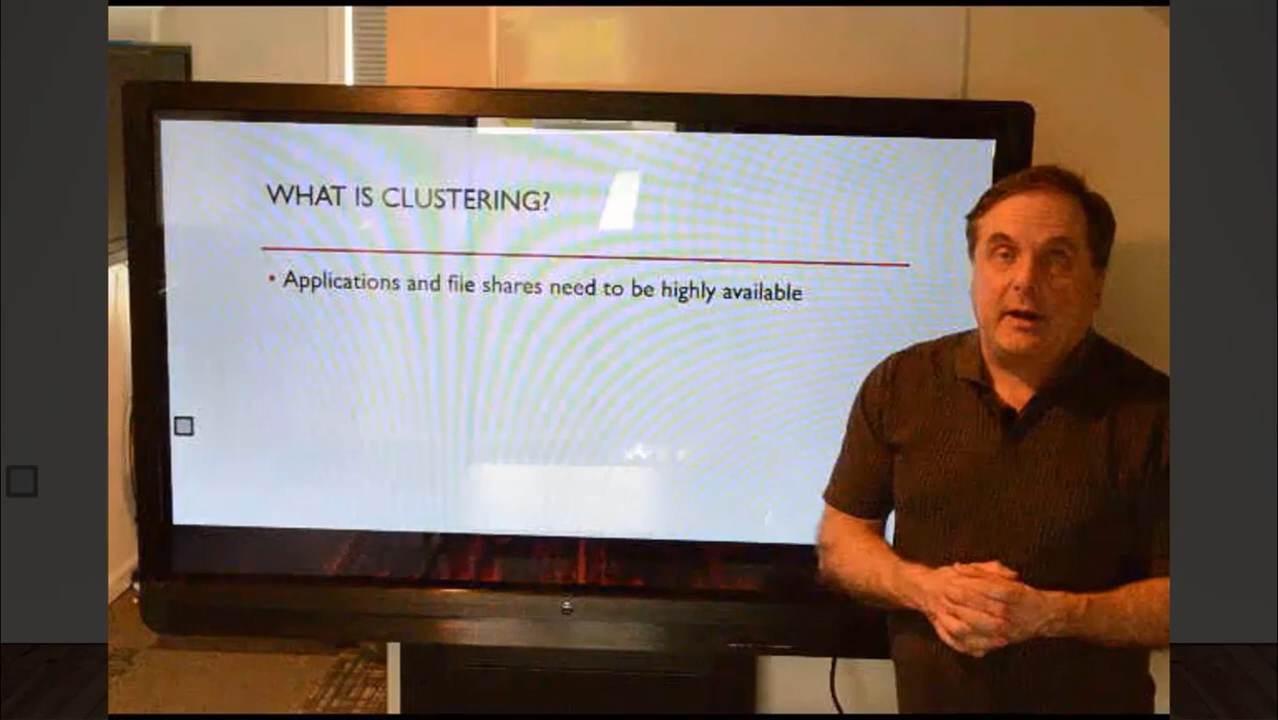 WHAT IS CLUSTERING?
• Applications and file shares need to be highly available